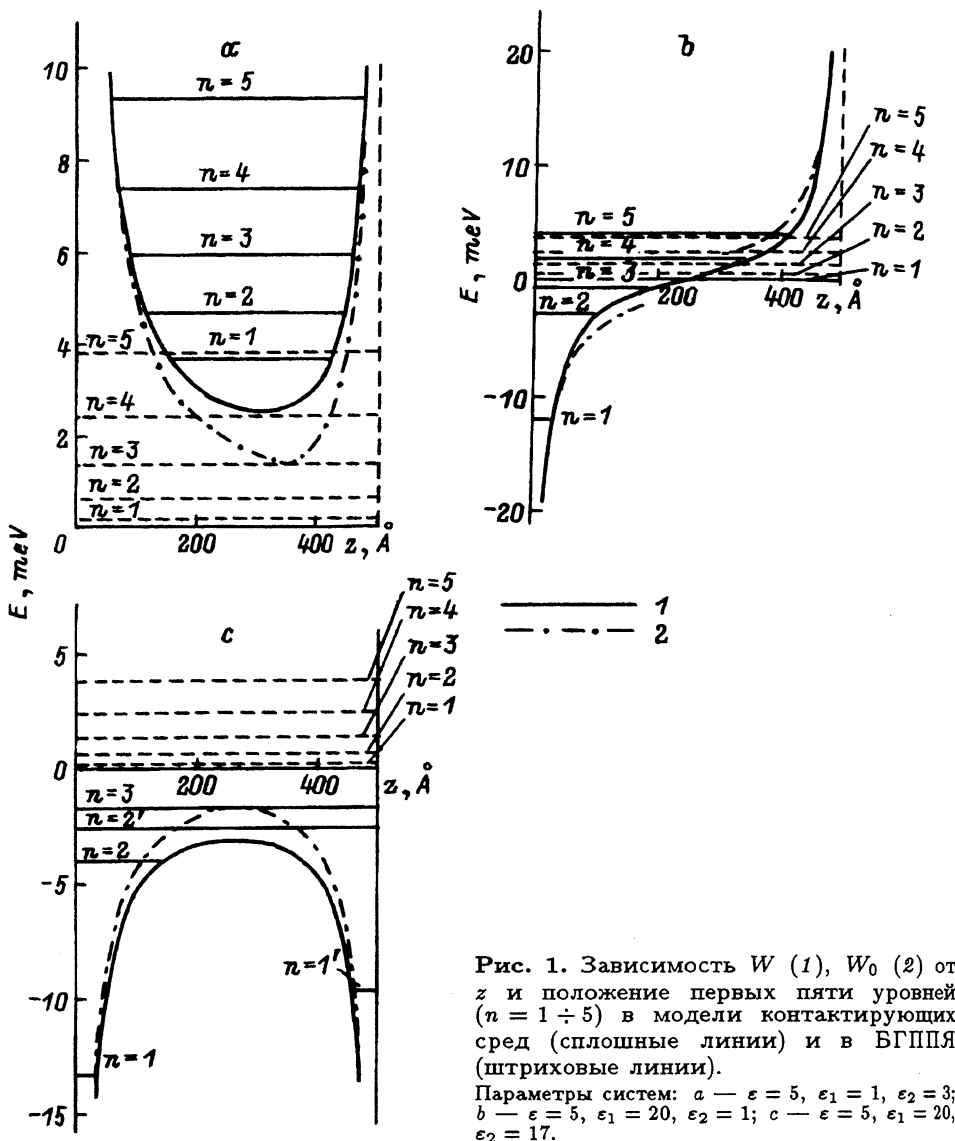 a
10
8
6
4
2
0
n=5
n=4
n=3
n=2
n=1
n=5
n=4
n=3
n=2
n=1
200
400
z, Å
E, meV
b
20
10
0
-10
-20
E, meV
n=5
n=4
n=3
n=2
n=1
n=5
n=4
n=3
n=2
n=1
200
400
z, Å
c
5
0
-5
-10
-15
n=5
n=4
n=3
n=2
n=1
200
400
z, Å
n=3
n=2'
n=2
n=1'
n=1
E, meV
1
2
Рис. 1. Зависимость W (1), W₀ (2) от
z и положение первых пяти уровней
(n = 1 ÷ 5) в модели контактирующих
сред (сплошные линии) и в БГППЯ
(штриховые линии).
Параметры систем: a — ε = 5, ε₁ = 1, ε₂ = 3;
b — ε = 5, ε₁ = 20, ε₂ = 1; c — ε = 5, ε₁ = 20,
ε₂ = 17.